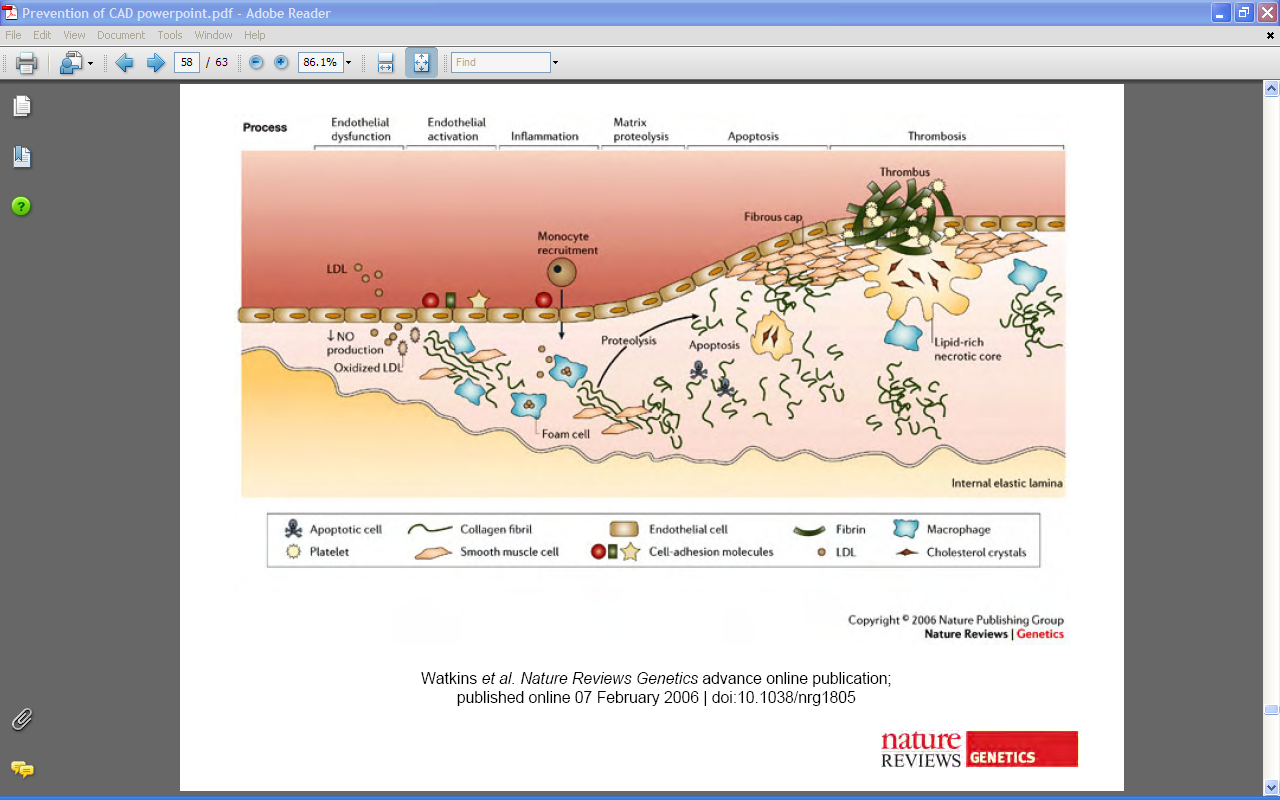 Prevention of CAD powerpoint.pdf - Adobe Reader
File Edit View Document Tools Window Help
58 / 63 86.1% Find
Process
Endothelial
dysfunction
Endothelial
activation
Inflammation
Matrix
proteolysis
Apoptosis
Thrombosis
Thrombus
Fibrous cap
Monocyte
recruitment
LDL
↓NO
production
Oxidized LDL
Proteolysis
Apoptosis
Lipid-rich
necrotic core
Foam cell
Internal elastic lamina
Apoptotic cell Collagen fibril Endothelial cell Fibrin Macrophage
Platelet Smooth muscle cell Cell-adhesion molecules LDL Cholesterol crystals
Copyright © 2006 Nature Publishing Group
Nature Reviews | Genetics
Watkins et al. Nature Reviews Genetics advance online publication;
published online 07 February 2006 | doi:10.1038/nrg1805
nature
REVIEWS GENETICS